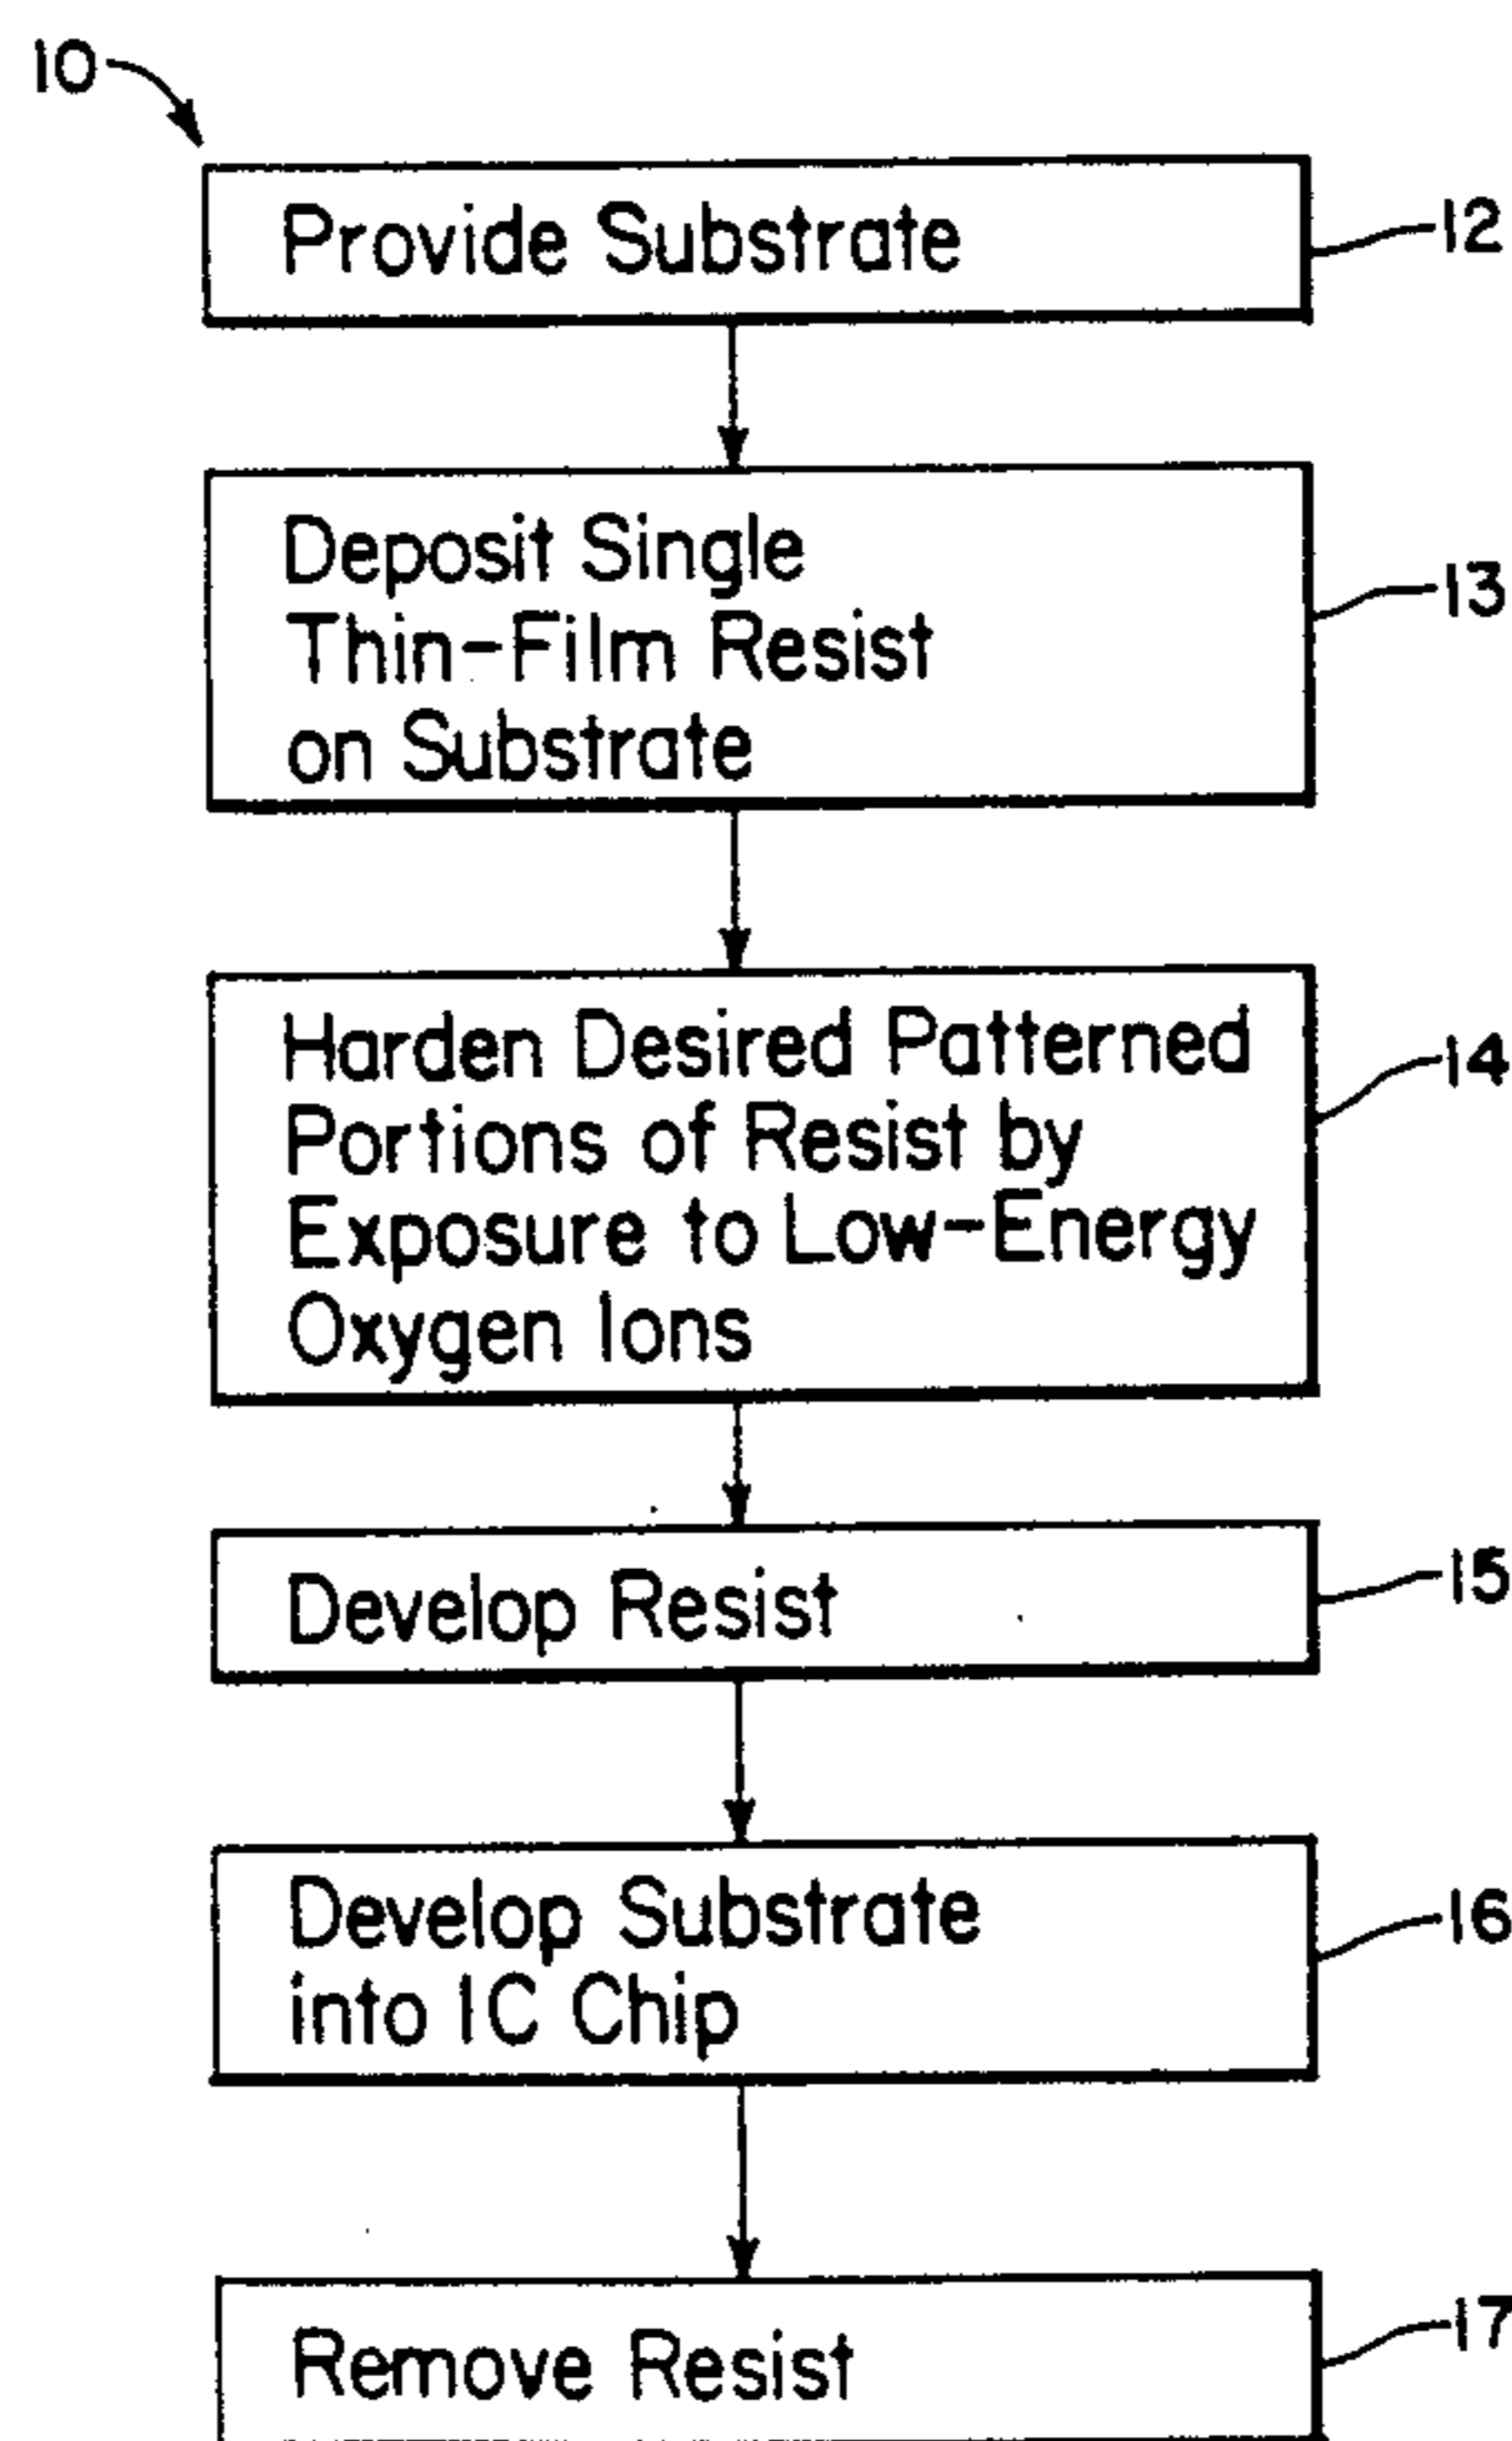 10
Provide Substrate
12
Deposit Single
Thin-Film Resist
on Substrate
13
Harden Desired Patterned
Portions of Resist by
Exposure to Low-Energy
Oxygen Ions
14
Develop Resist
15
Develop Substrate
into IC Chip
16
Remove Resist
17